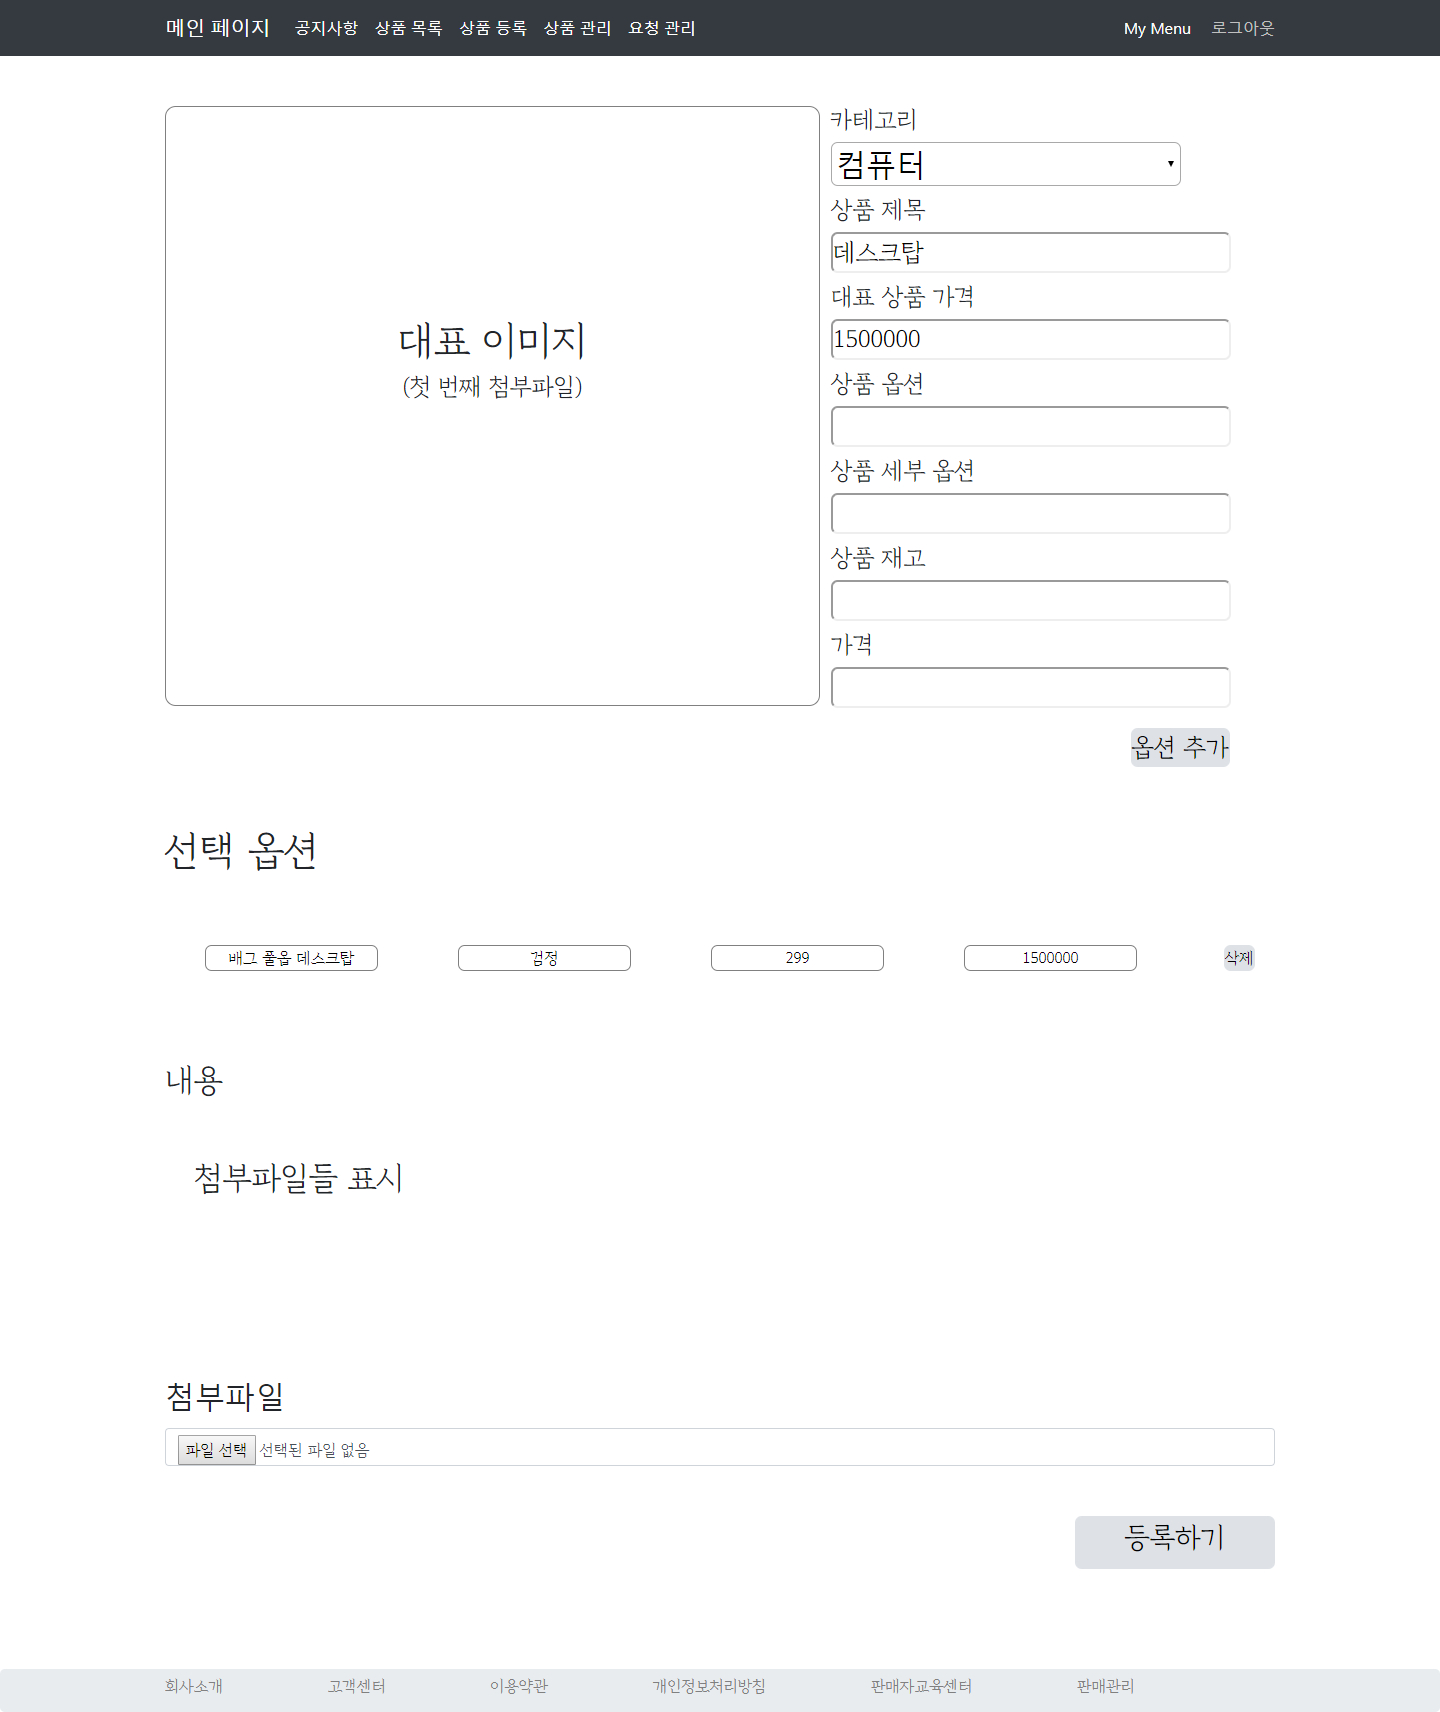 메인 페이지 공지사항 상품 목록 상품 등록 상품 관리 요청 관리 My Menu 로그아웃
대표 이미지
(첫 번째 첨부파일)
카테고리
컴퓨터
상품 제목
데스크탑
대표 상품 가격
1500000
상품 옵션
상품 세부 옵션
상품 재고
가격
옵션 추가
선택 옵션
배그 풀옵 데스크탑 검정 299 1500000 삭제
내용
첨부파일들 표시
첨부파일
파일 선택 선택된 파일 없음
등록하기
회사소개 고객센터 이용약관 개인정보처리방침 판매자교육센터 판매관리